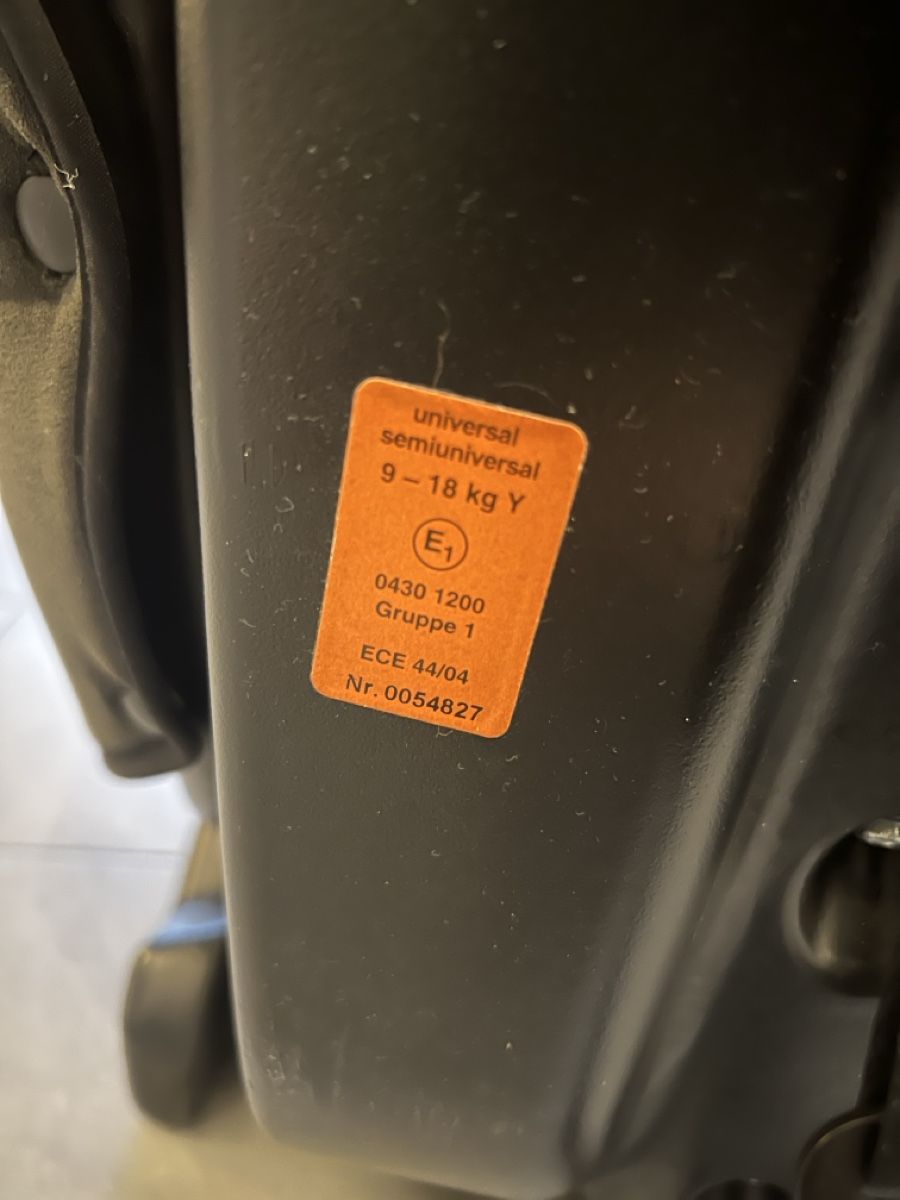 universal
semiuniversal
9 – 18 kg Y
E1
0430 1200
Gruppe 1
ECE 44/04
Nr. 0054827